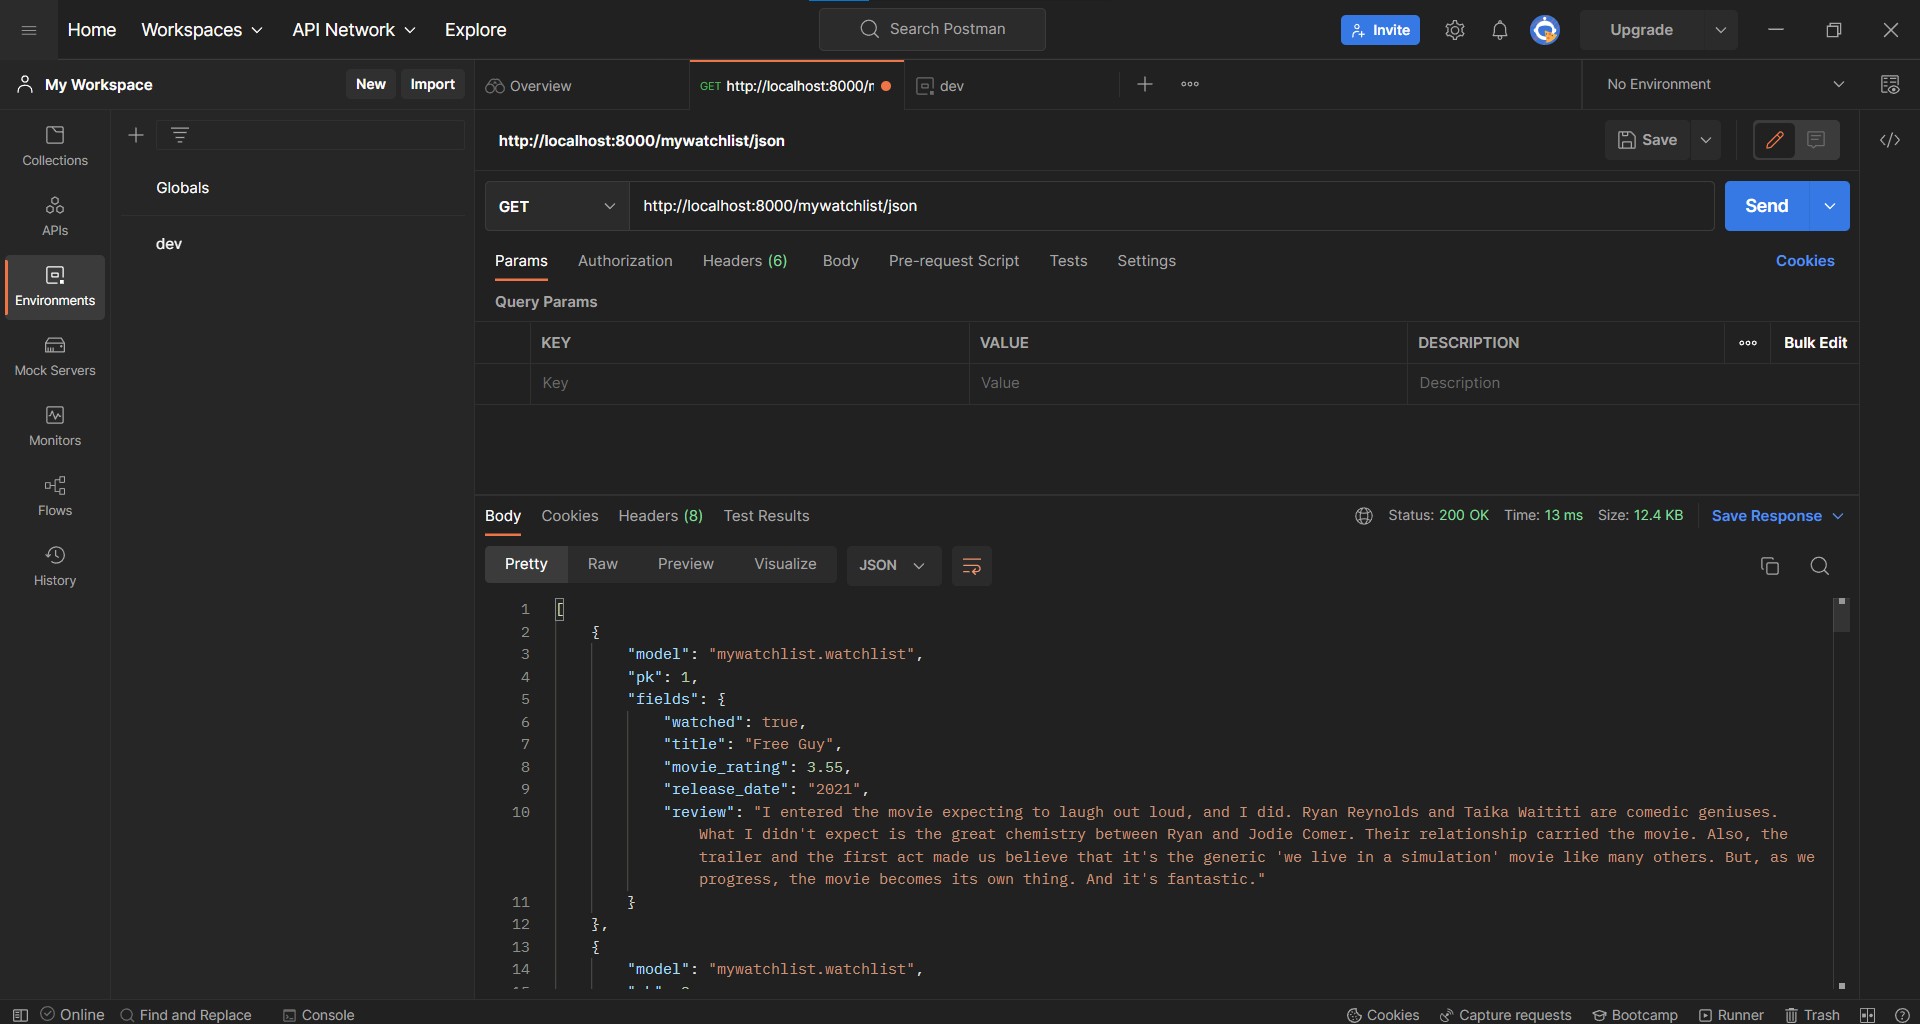 Home Workspaces API Network Explore Search Postman Invite Upgrade
My Workspace New Import Overview GET http://localhost:8000/ dev No Environment
http://localhost:8000/mywatchlist/json Save
Collections
Globals
GET http://localhost:8000/mywatchlist/json Send
APIs
dev
Params Authorization Headers (6) Body Pre-request Script Tests Settings Cookies
Environments
Query Params
KEY VALUE DESCRIPTION Bulk Edit
Mock Servers
Key Value Description
Monitors
Flows
Body Cookies Headers (8) Test Results Status: 200 OK Time: 13 ms Size: 12.4 KB Save Response
Pretty Raw Preview Visualize JSON
History
1 [
2 {
3 "model": "mywatchlist.watchlist",
4 "pk": 1,
5 "fields": {
6 "watched": true,
7 "title": "Free Guy",
8 "movie_rating": 3.55,
9 "release_date": "2021",
10 "review": "I entered the movie expecting to laugh out loud, and I did. Ryan Reynolds and Taika Waititi are comedic geniuses.
What I didn't expect is the great chemistry between Ryan and Jodie Comer. Their relationship carried the movie. Also, the
trailer and the first act made us believe that it's the generic 'we live in a simulation' movie like many others. But, as we
progress, the movie becomes its own thing. And it's fantastic."
11 }
12 },
13 {
14 "model": "mywatchlist.watchlist",
Online Find and Replace Console Cookies Capture requests Bootcamp Runner Trash